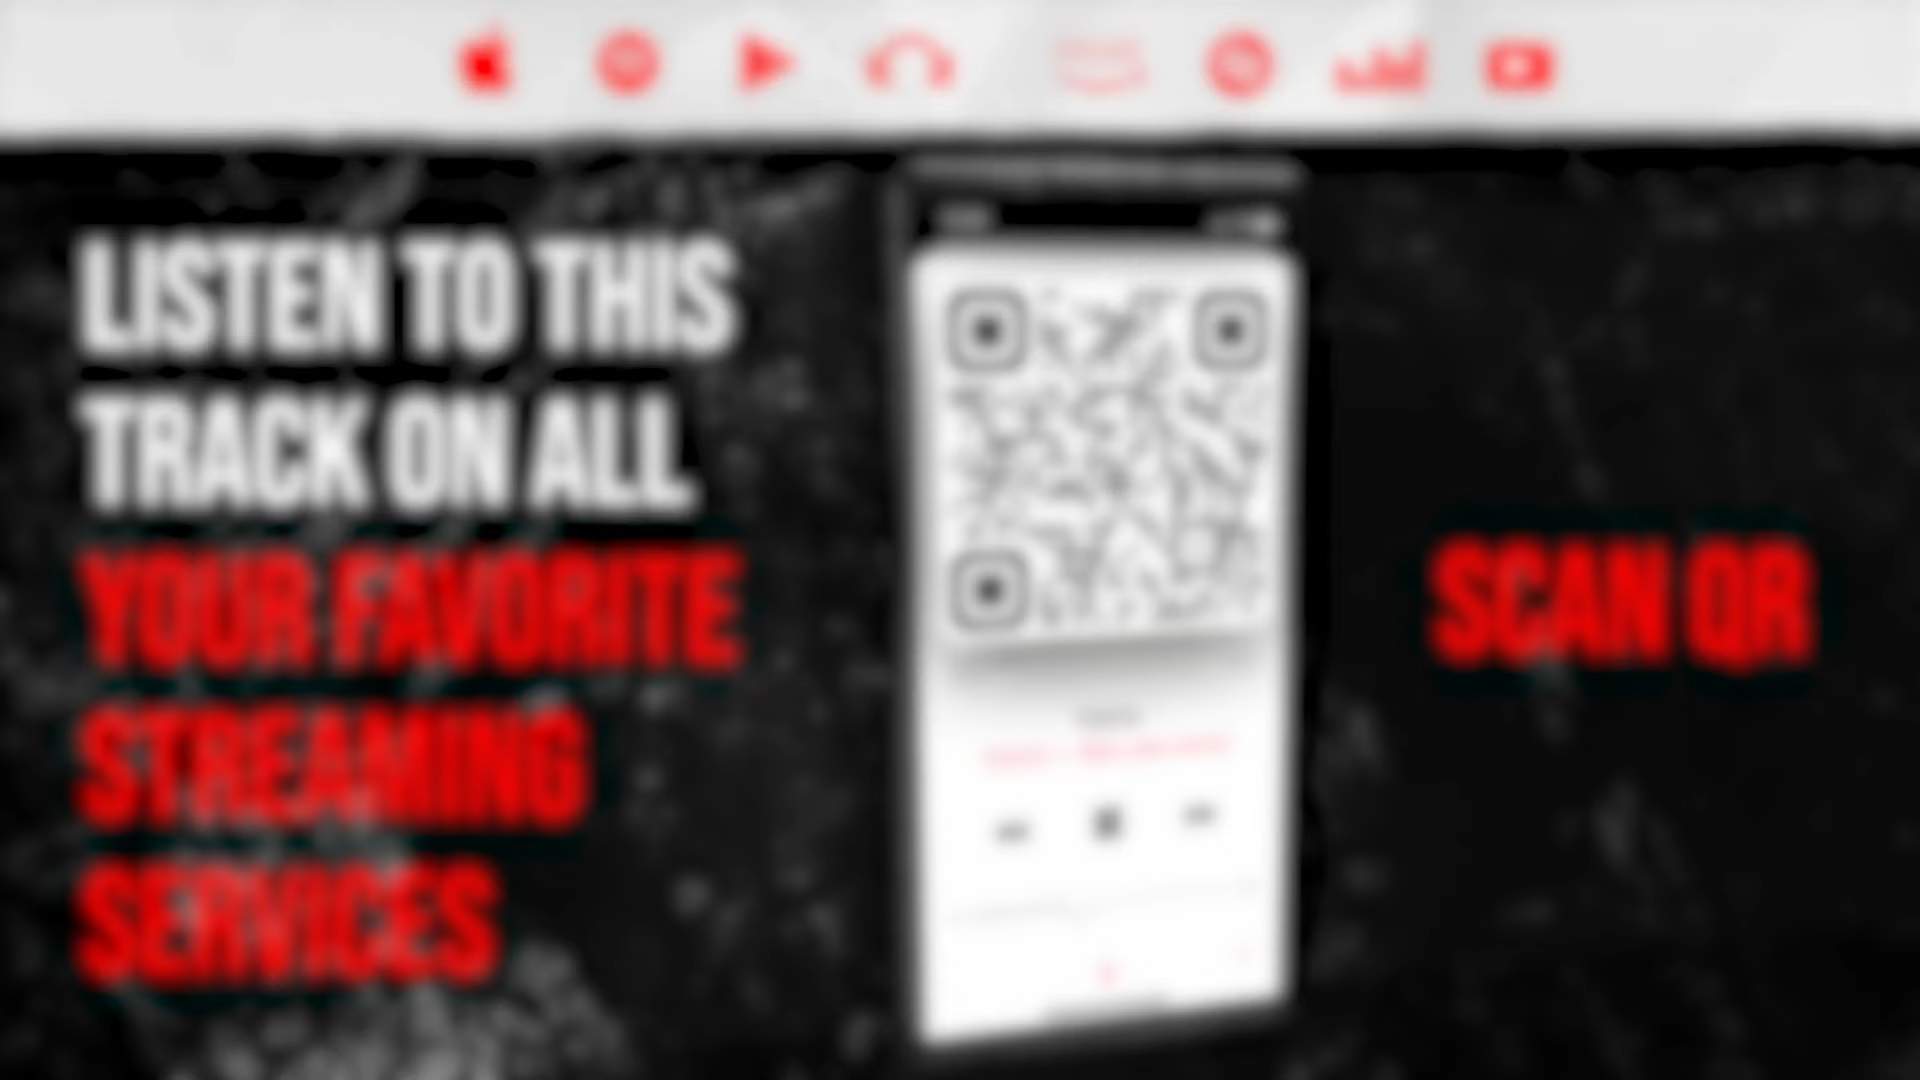 LISTEN TO THIS
TRACK ON ALL
YOUR FAVORITE
STREAMING
SERVICES
SCAN QR